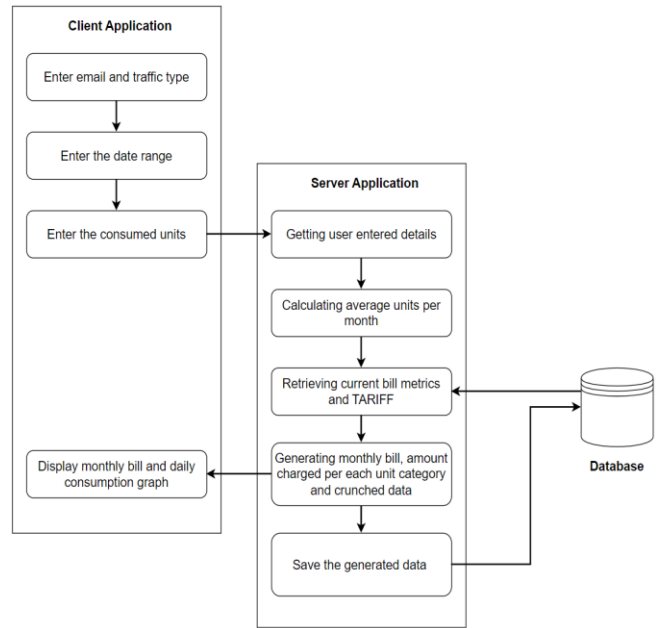 Client Application
Enter email and traffic type
Enter the date range
Enter the consumed units
Display monthly bill and daily
consumption graph
Server Application
Getting user entered details
Calculating average units per
month
Retrieving current bill metrics
and TARIFF
Generating monthly bill, amount
charged per each unit category
and crunched data
Save the generated data
Database